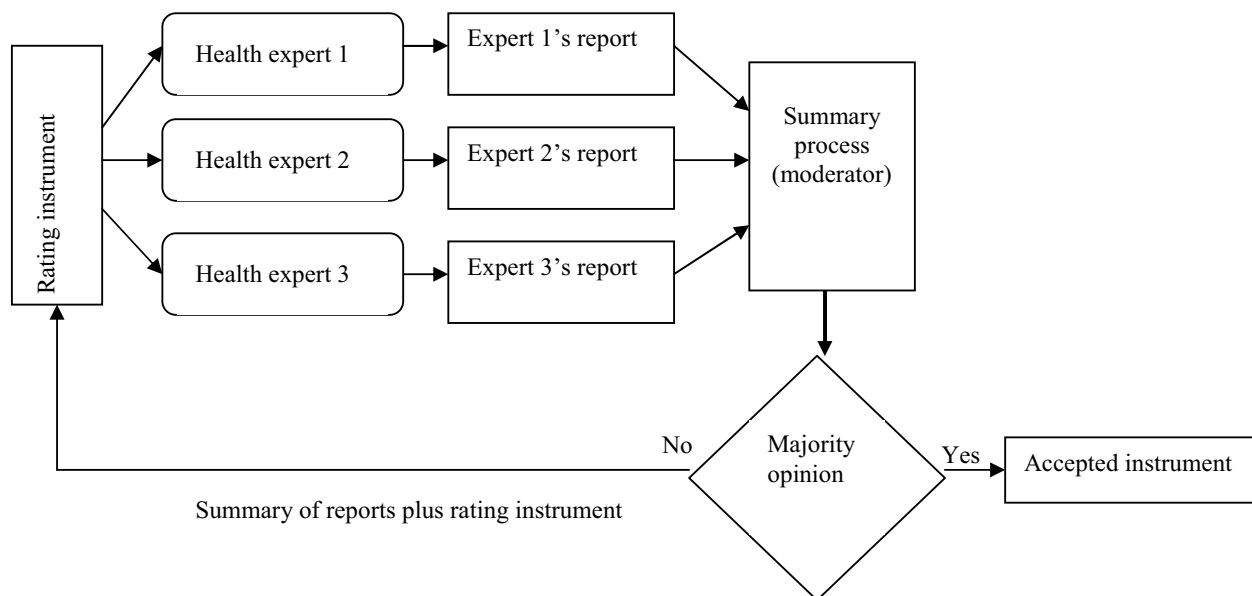 Health expert 1
Expert 1’s report
Rating instrument
Health expert 2
Expert 2’s report
Summary
process
(moderator)
Health expert 3
Expert 3’s report
No
Majority
opinion
Yes
Accepted instrument
Summary of reports plus rating instrument